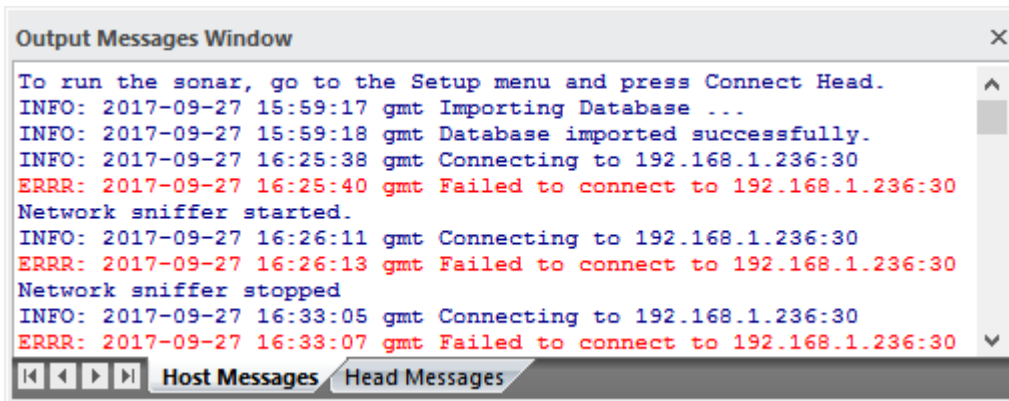 Output Messages Window
To run the sonar, go to the Setup menu and press Connect Head.
INFO: 2017-09-27 15:59:17 gmt Importing Database ...
INFO: 2017-09-27 15:59:18 gmt Database imported successfully.
INFO: 2017-09-27 16:25:38 gmt Connecting to 192.168.1.236:30
ERRR: 2017-09-27 16:25:40 gmt Failed to connect to 192.168.1.236:30
Network sniffer started.
INFO: 2017-09-27 16:26:11 gmt Connecting to 192.168.1.236:30
ERRR: 2017-09-27 16:26:13 gmt Failed to connect to 192.168.1.236:30
Network sniffer stopped
INFO: 2017-09-27 16:33:05 gmt Connecting to 192.168.1.236:30
ERRR: 2017-09-27 16:33:07 gmt Failed to connect to 192.168.1.236:30
Host Messages Head Messages